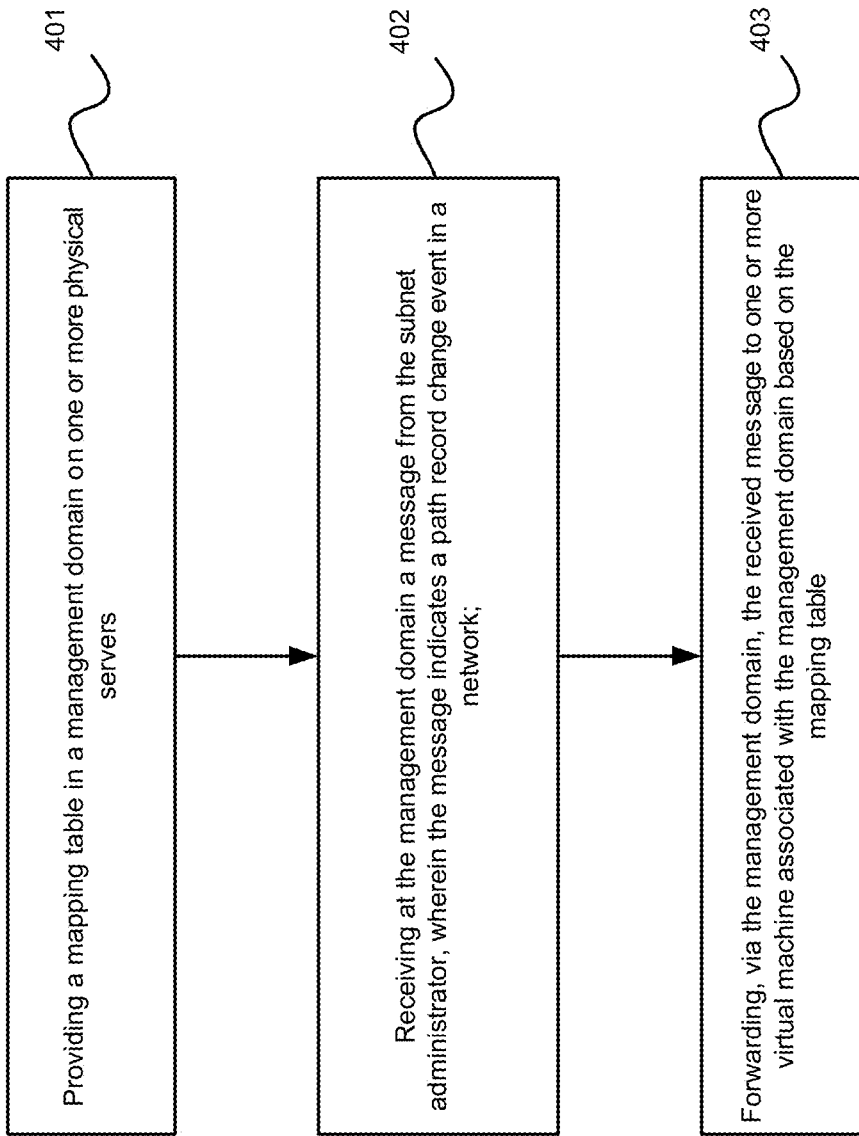 401
Providing a mapping table in a management domain on one or more physical
servers
402
Receiving at the management domain a message from the subnet
administrator, wherein the message indicates a path record change event in a
network;
403
Forwarding, via the management domain, the received message to one or more
virtual machine associated with the management domain based on the
mapping table